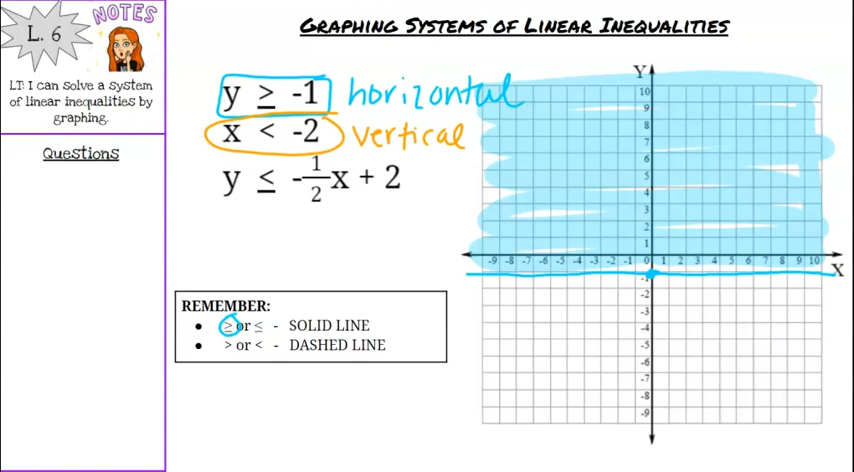 NOTES
L. 6
LT: I can solve a system
of linear inequalities by
graphing.
Questions
Graphing Systems of Linear Inequalities
y ≥ -1 horizontal
x < -2 vertical
y ≤ -1/2x + 2
REMEMBER:
● ≥ or ≤ - SOLID LINE
● > or < - DASHED LINE
Y
10
9
8
7
6
5
4
3
2
1
-9 -8 -7 -6 -5 -4 -3 -2 -1 0 1 2 3 4 5 6 7 8 9 10
X
-1
-2
-3
-4
-5
-6
-7
-8
-9